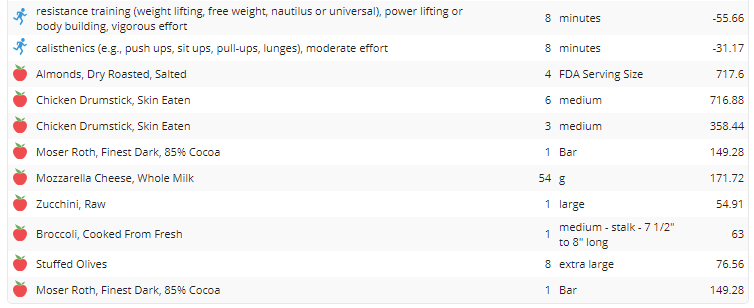 resistance training (weight lifting, free weight, nautilus or universal), power lifting or
body building, vigorous effort 8 minutes -55.66
calisthenics (e.g., push ups, sit ups, pull-ups, lunges), moderate effort 8 minutes -31.17
Almonds, Dry Roasted, Salted 4 FDA Serving Size 717.6
Chicken Drumstick, Skin Eaten 6 medium 716.88
Chicken Drumstick, Skin Eaten 3 medium 358.44
Moser Roth, Finest Dark, 85% Cocoa 1 Bar 149.28
Mozzarella Cheese, Whole Milk 54 g 171.72
Zucchini, Raw 1 large 54.91
Broccoli, Cooked From Fresh 1 medium - stalk - 7 1/2"
to 8" long 63
Stuffed Olives 8 extra large 76.56
Moser Roth, Finest Dark, 85% Cocoa 1 Bar 149.28